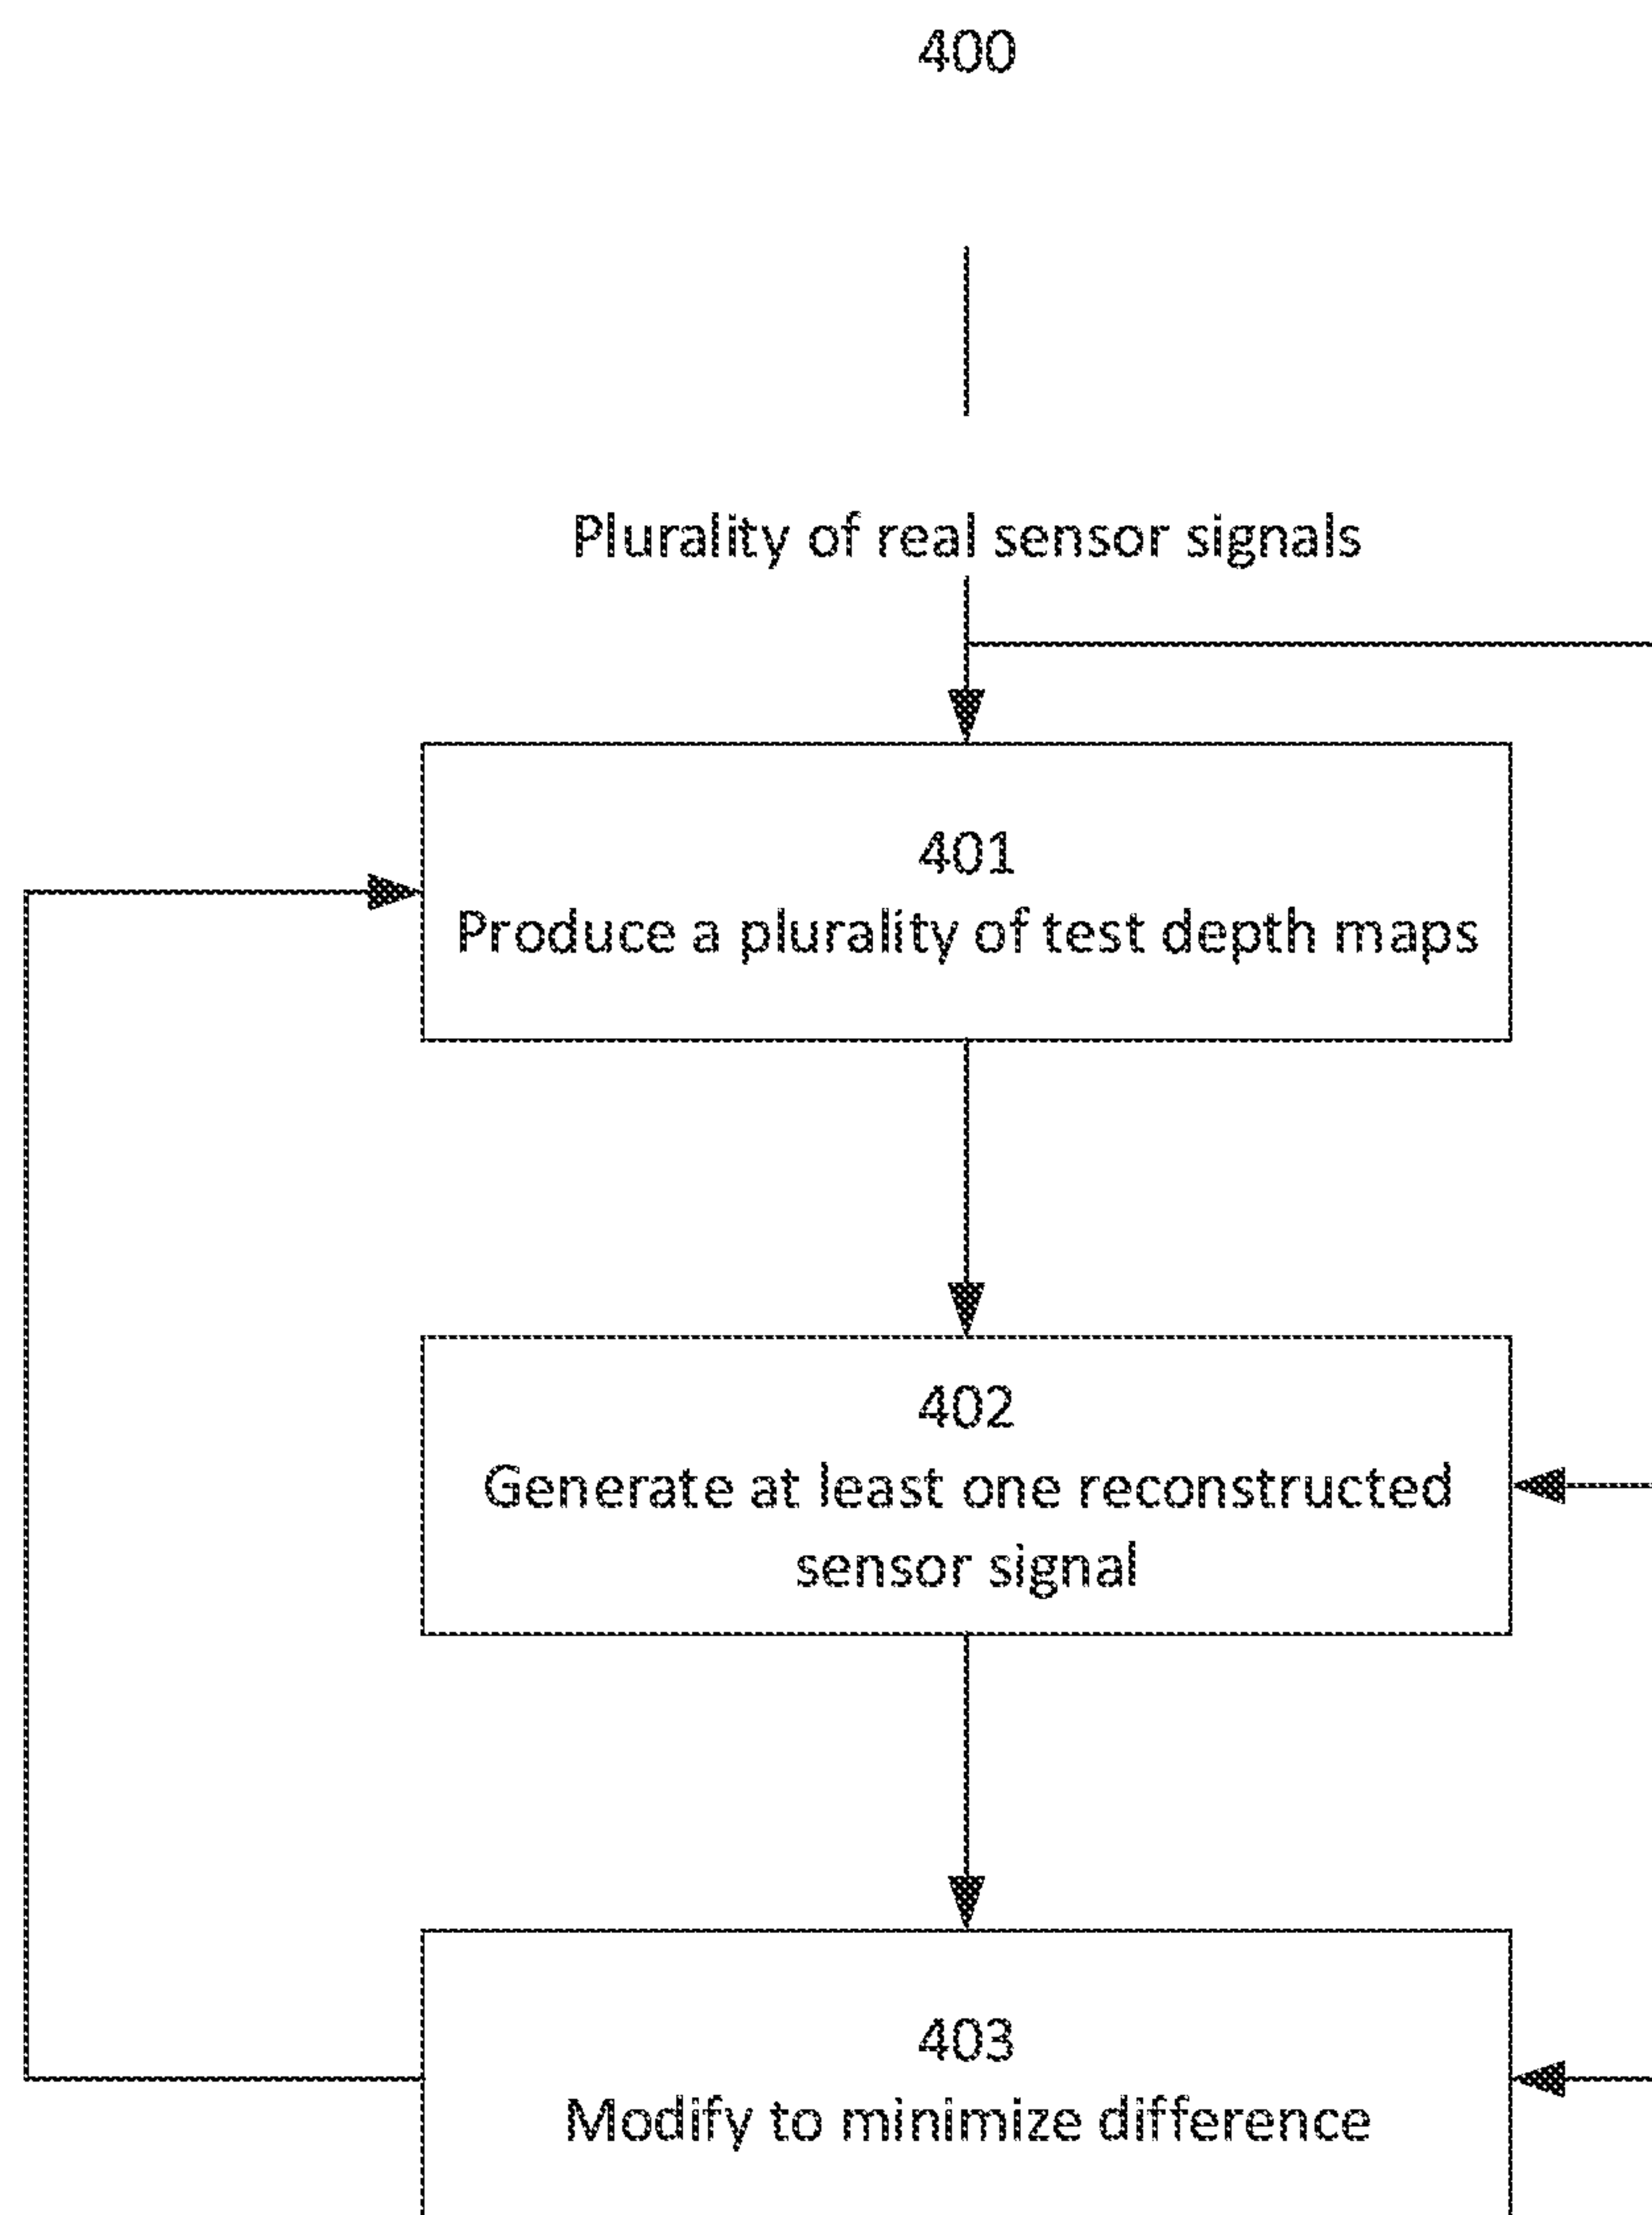 400
Plurality of real sensor signals
401
Produce a plurality of test depth maps
402
Generate at least one reconstructed
sensor signal
403
Modify to minimize difference